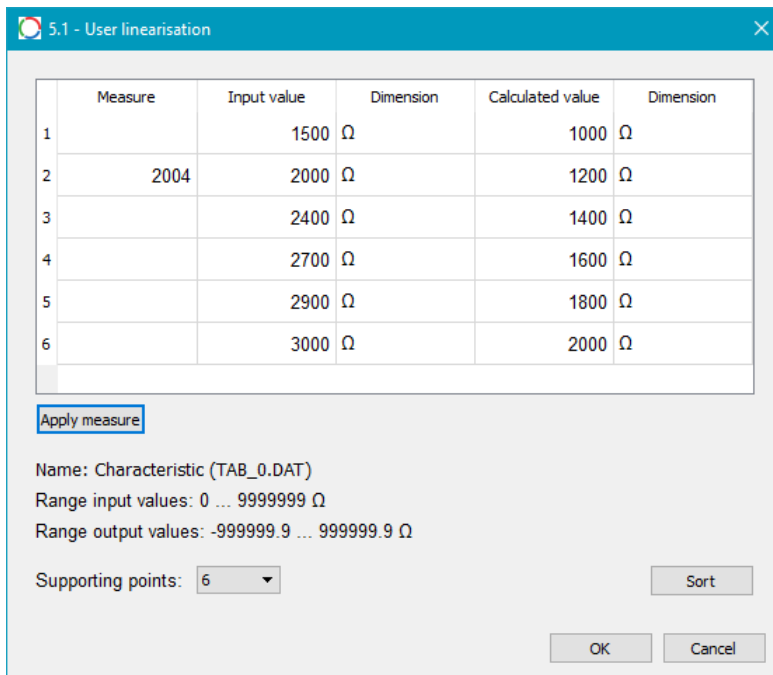 5.1 - User linearisation
Measure Input value Dimension Calculated value Dimension
1 1500 Ω 1000 Ω
2 2004 2000 Ω 1200 Ω
3 2400 Ω 1400 Ω
4 2700 Ω 1600 Ω
5 2900 Ω 1800 Ω
6 3000 Ω 2000 Ω
Apply measure
Name: Characteristic (TAB_0.DAT)
Range input values: 0 ... 9999999 Ω
Range output values: -999999.9 ... 999999.9 Ω
Supporting points: 6 Sort
OK Cancel